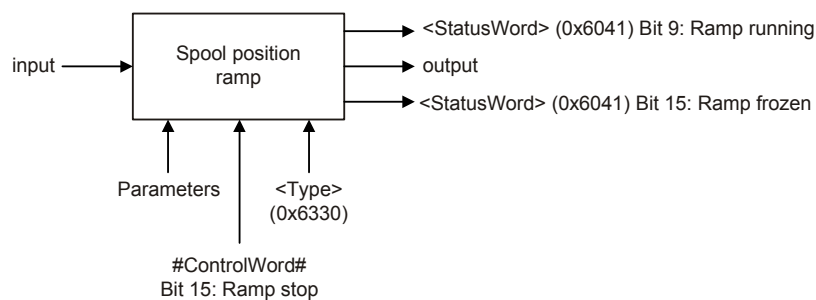 <StatusWord> (0x6041) Bit 9: Ramp running
input
Spool position
ramp
output
<StatusWord> (0x6041) Bit 15: Ramp frozen
Parameters
<Type>
(0x6330)
#ControlWord#
Bit 15: Ramp stop